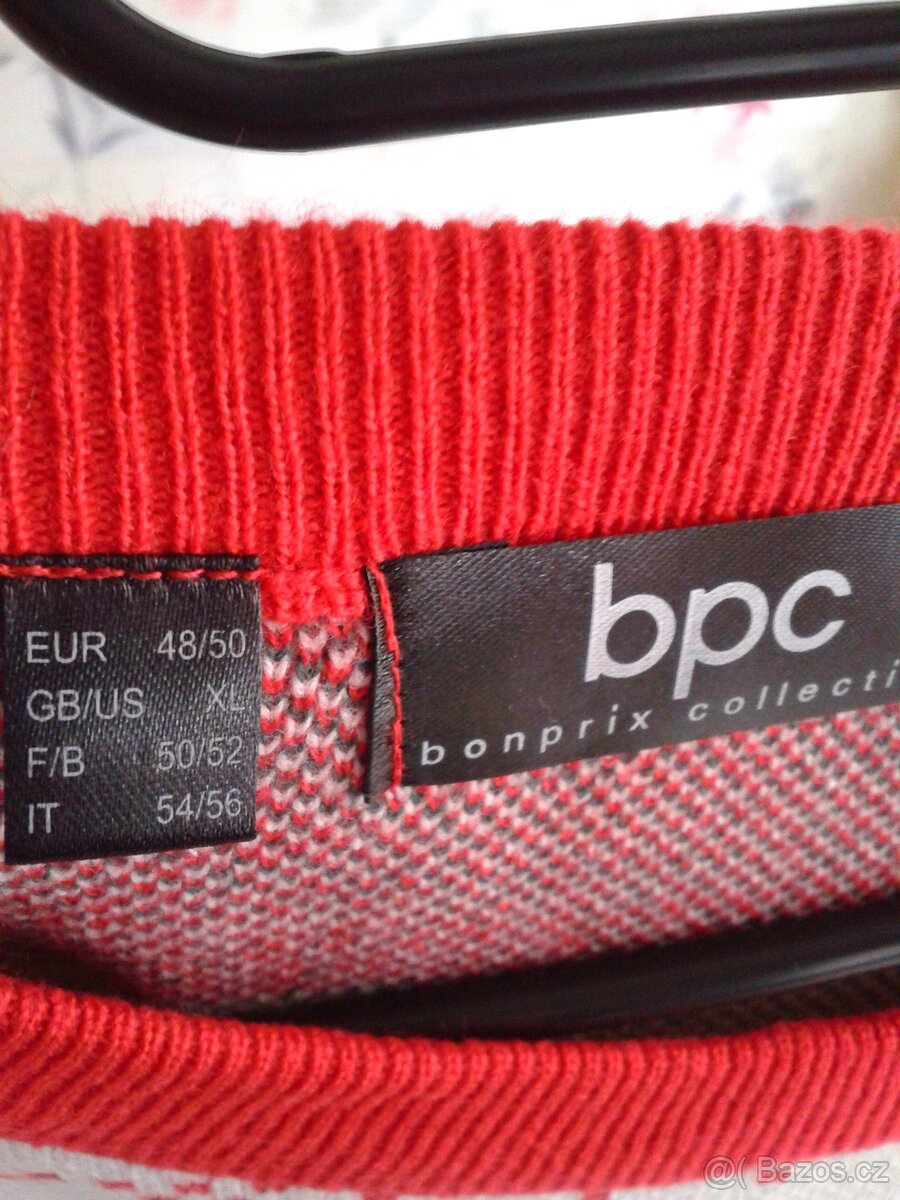 EUR 48/50
GB/US XL
F/B 50/52
IT 54/56
bpc
bonprix collecti
@( Bazos.cz